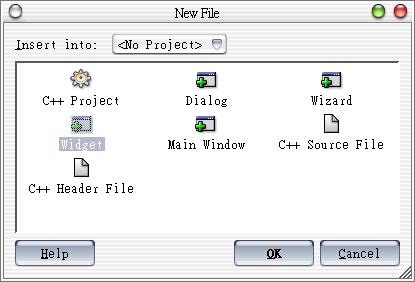 New File
Insert into: <No Project>
C++ Project Dialog Wizard
Widget Main Window C++ Source File
C++ Header File
Help OK Cancel